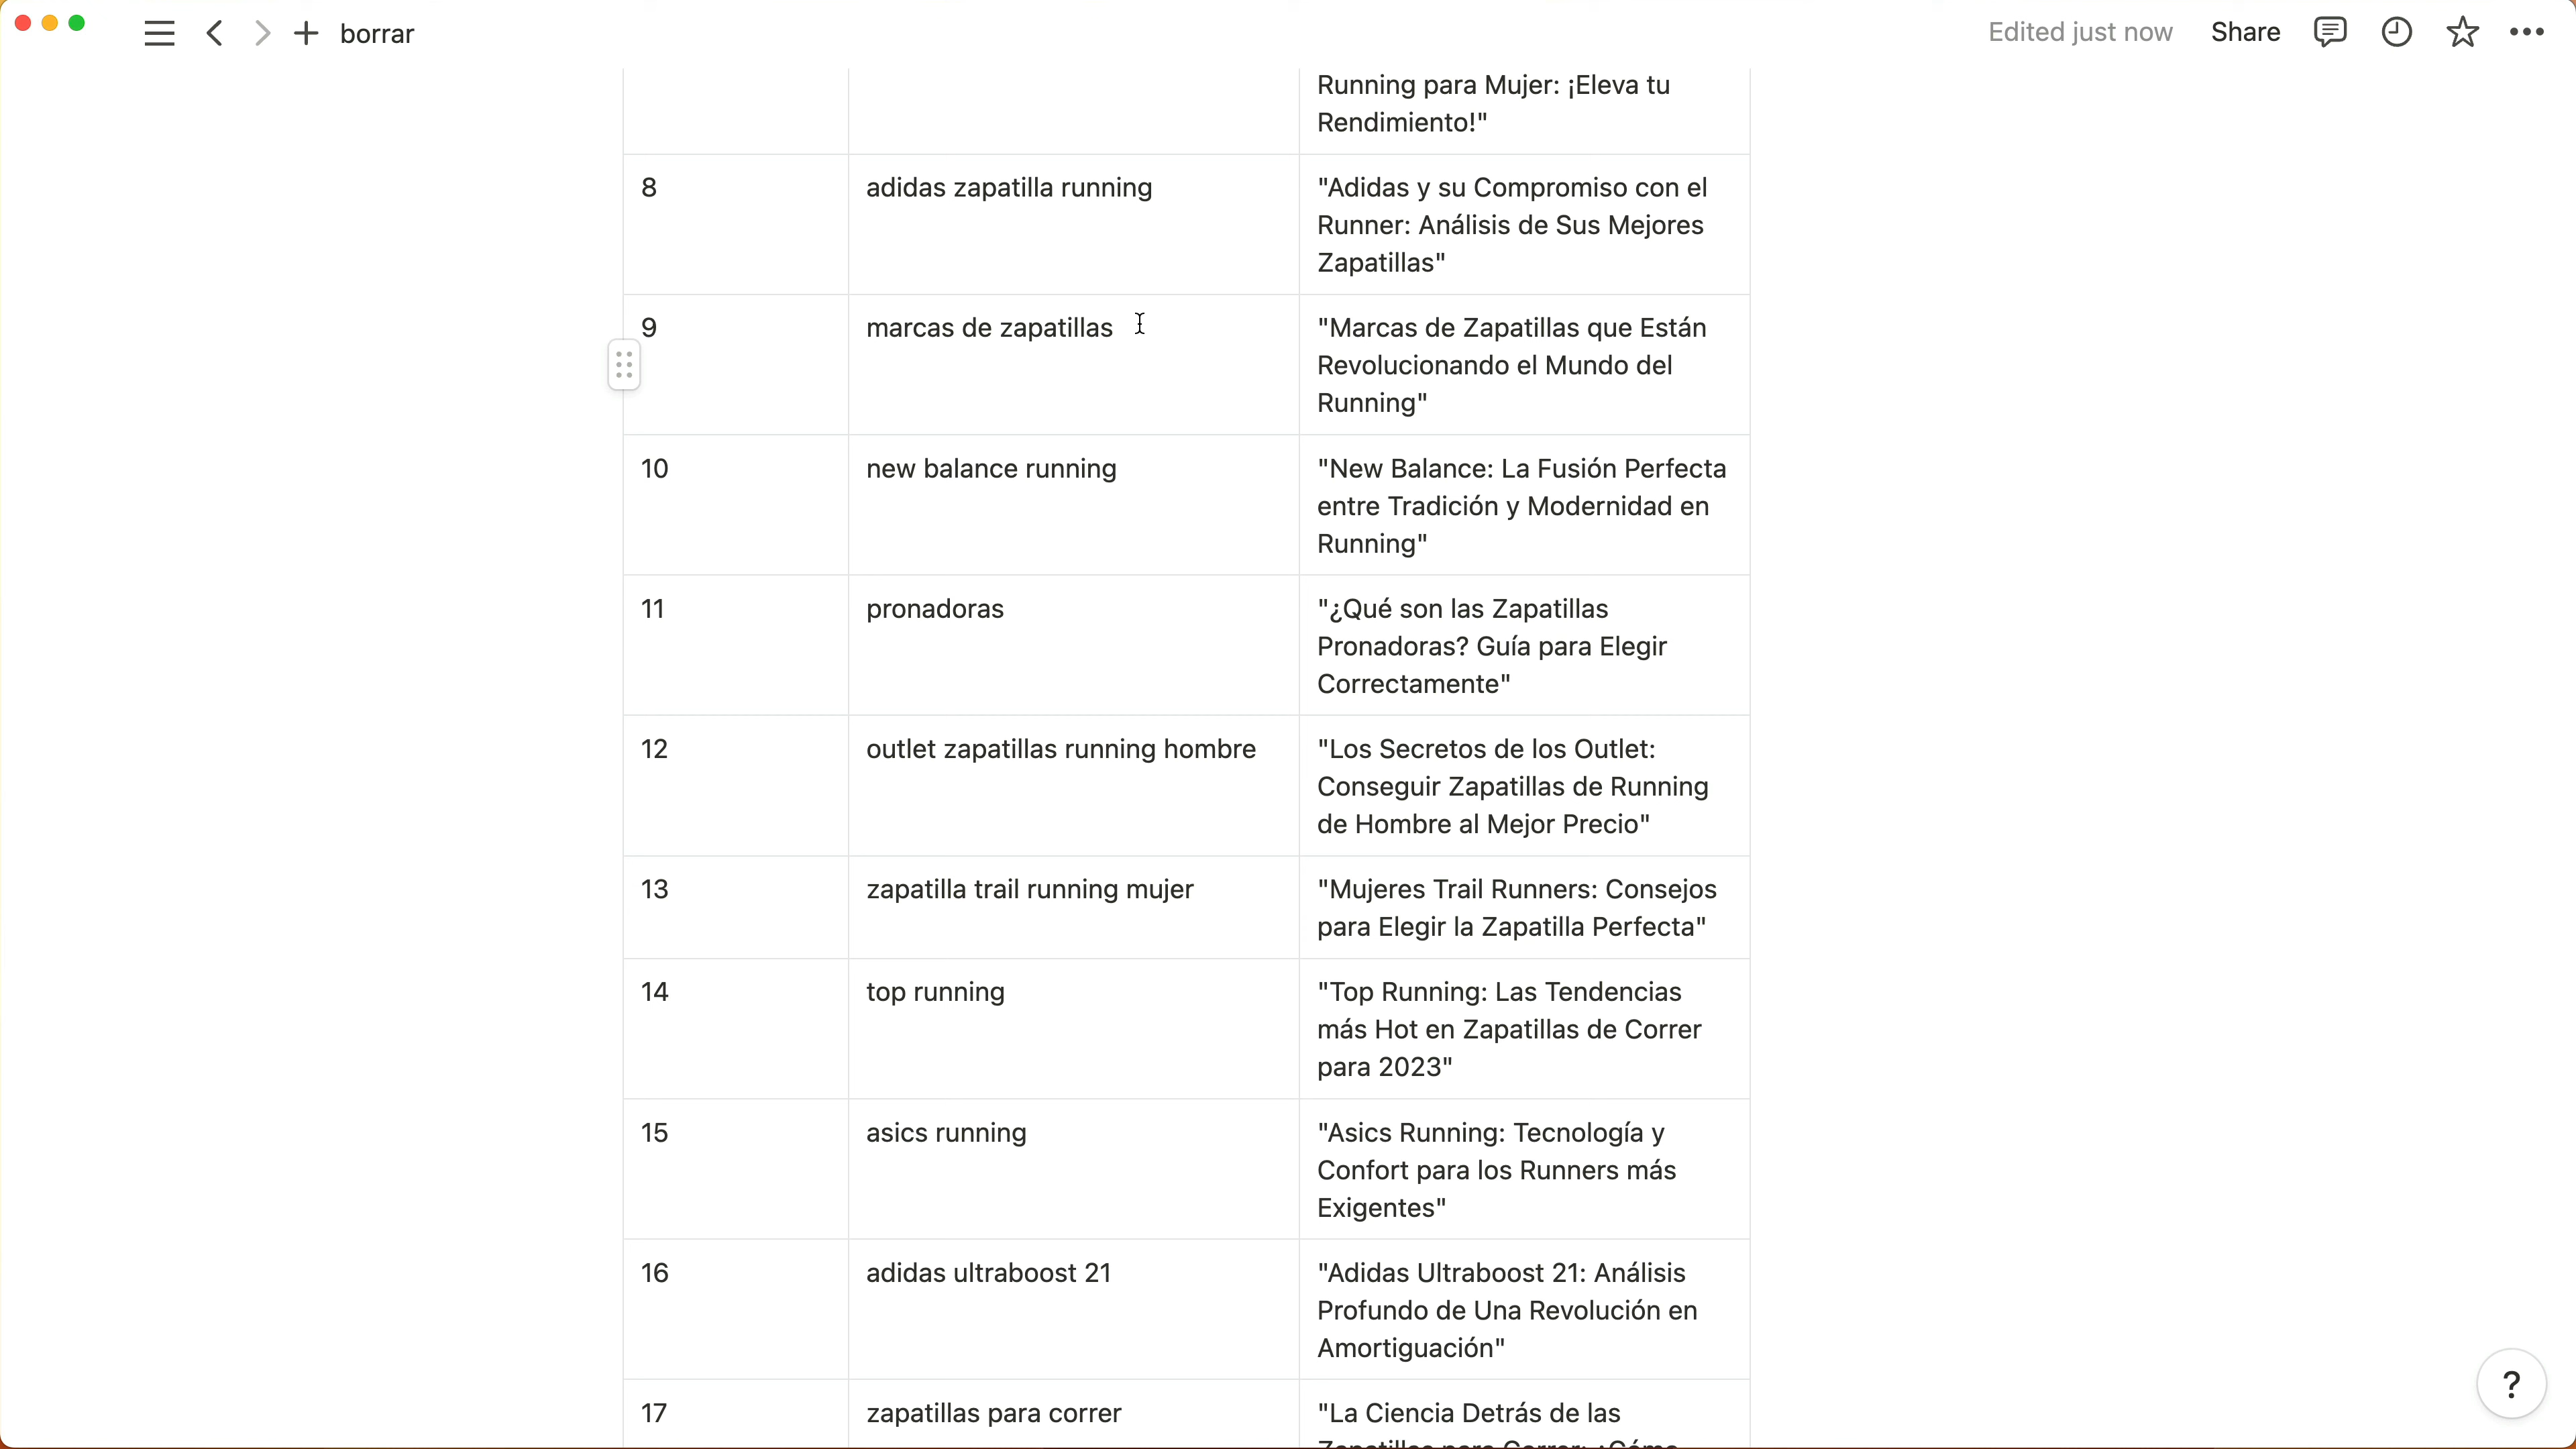 borrar
Edited just now
Share
Running para Mujer: ¡Eleva tu
Rendimiento!"
8
adidas zapatilla running
"Adidas y su Compromiso con el
Runner: Análisis de Sus Mejores
Zapatillas"
9
marcas de zapatillas
"Marcas de Zapatillas que Están
Revolucionando el Mundo del
Running"
10
new balance running
"New Balance: La Fusión Perfecta
entre Tradición y Modernidad en
Running"
11
pronadoras
"¿Qué son las Zapatillas
Pronadoras? Guía para Elegir
Correctamente"
12
outlet zapatillas running hombre
"Los Secretos de los Outlet:
Conseguir Zapatillas de Running
de Hombre al Mejor Precio"
13
zapatilla trail running mujer
"Mujeres Trail Runners: Consejos
para Elegir la Zapatilla Perfecta"
14
top running
"Top Running: Las Tendencias
más Hot en Zapatillas de Correr
para 2023"
15
asics running
"Asics Running: Tecnología y
Confort para los Runners más
Exigentes"
16
adidas ultraboost 21
"Adidas Ultraboost 21: Análisis
Profundo de Una Revolución en
Amortiguación"
17
zapatillas para correr
"La Ciencia Detrás de las
?